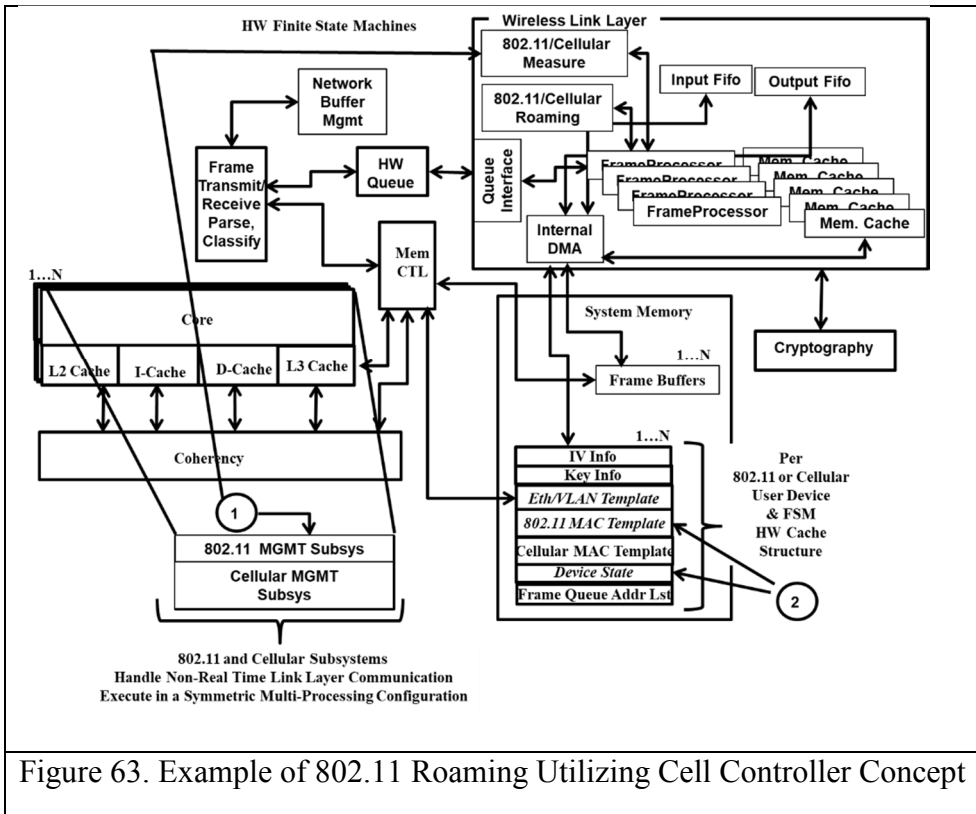 HW Finite State Machines
Wireless Link Layer
802.11/Cellular
Measure
Input Fifo
Output Fifo
802.11/Cellular
Roaming
Network
Buffer
Mgmt
Frame
Transmit/
Receive
Parse,
Classify
HW
Queue
Queue
Interface
FrameProcessor
FrameProcessor
FrameProcessor
FrameProcessor
Mem. Cache
Mem. Cache
Mem. Cache
Mem. Cache
Mem. Cache
Internal
DMA
Mem
CTL
1…N
Core
L2 Cache
I-Cache
D-Cache
L3 Cache
Coherency
System Memory
1…N
Frame Buffers
Cryptography
1…N
IV Info
Key Info
Eth/VLAN Template
802.11 MAC Template
Cellular MAC Template
Device State
Frame Queue Addr Lst
Per
802.11 or Cellular
User Device
& FSM
HW Cache
Structure
1
2
802.11 MGMT Subsys
Cellular MGMT
Subsys
802.11 and Cellular Subsystems
Handle Non-Real Time Link Layer Communication
Execute in a Symmetric Multi-Processing Configuration
Figure 63. Example of 802.11 Roaming Utilizing Cell Controller Concept